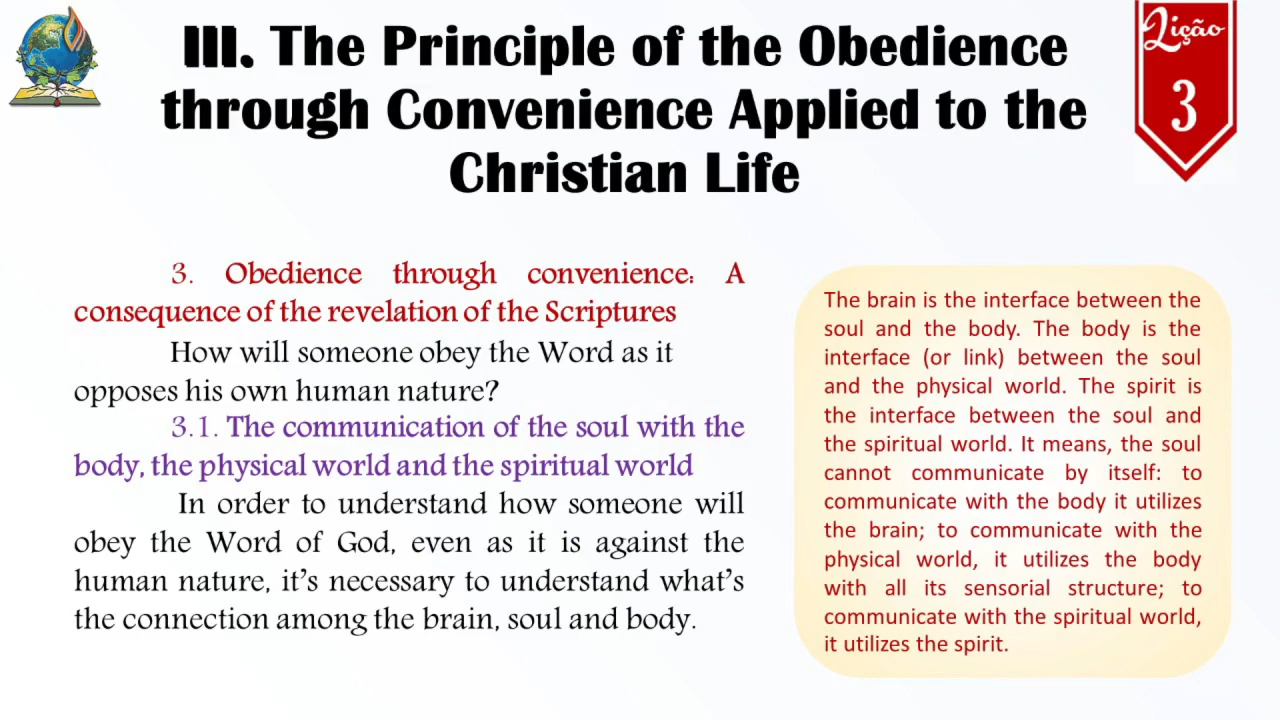 III. The Principle of the Obedience
through Convenience Applied to the
Christian Life
Lição
3
3. Obedience through convenience: A
consequence of the revelation of the Scriptures
How will someone obey the Word as it
opposes his own human nature?
3.1. The communication of the soul with the
body, the physical world and the spiritual world
In order to understand how someone will
obey the Word of God, even as it is against the
human nature, it’s necessary to understand what’s
the connection among the brain, soul and body.
The brain is the interface between the
soul and the body. The body is the
interface (or link) between the soul
and the physical world. The spirit is
the interface between the soul and
the spiritual world. It means, the soul
cannot communicate by itself: to
communicate with the body it utilizes
the brain; to communicate with the
physical world, it utilizes the body
with all its sensorial structure; to
communicate with the spiritual world,
it utilizes the spirit.